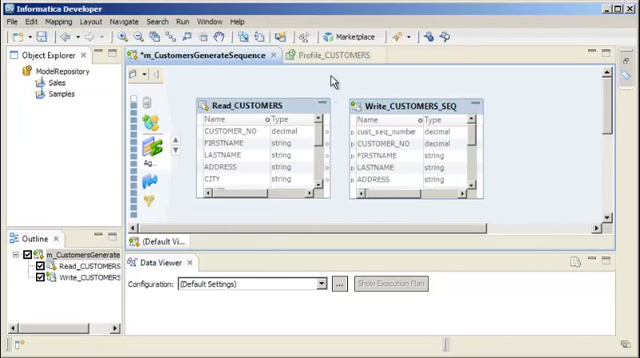 Informatica Developer
File Edit Mapping Layout Navigate Search Run Window Help
Marketplace
Object Explorer
ModelRepository
Sales
Samples
*m_CustomersGenerateSequence
Profile_CUSTOMERS
Ag...
Read_CUSTOMERS
Name Type
CUSTOMER_NO decimal
FIRSTNAME string
LASTNAME string
ADDRESS string
CITY string
Write_CUSTOMERS_SEQ
Name Type
cust_seq_number decimal
CUSTOMER_NO decimal
FIRSTNAME string
LASTNAME string
ADDRESS string
(Default Vi...
Outline
m_CustomersGenerate
Read_CUSTOMERS
Write_CUSTOMERS
Data Viewer
Configuration: (Default Settings) ... Show Execution Plan